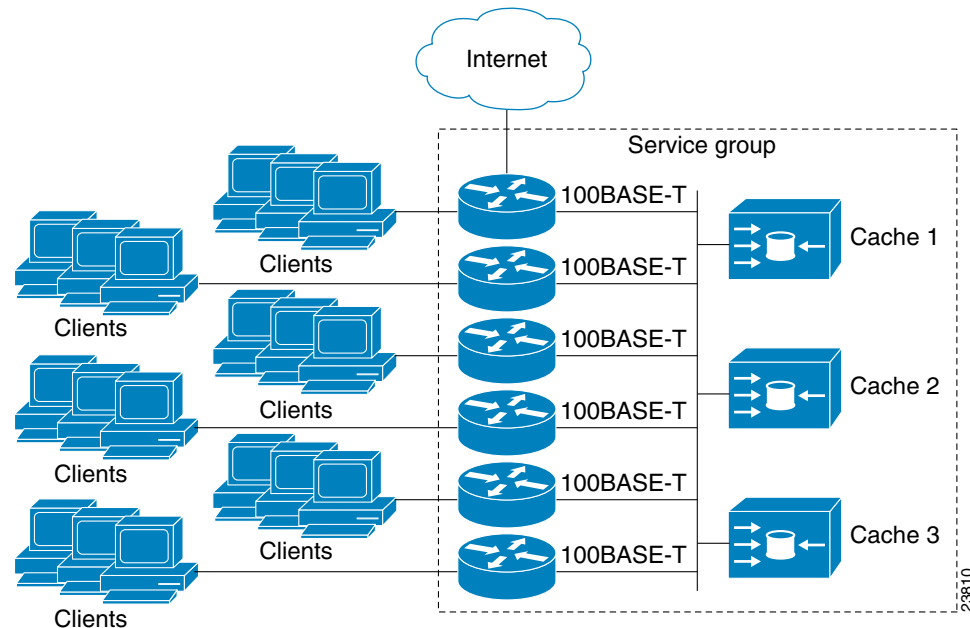 Internet
Service group
100BASE-T
Cache 1
Clients
100BASE-T
Clients
100BASE-T
Clients
Cache 2
100BASE-T
Clients
100BASE-T
Cache 3
Clients
100BASE-T
Clients
23810